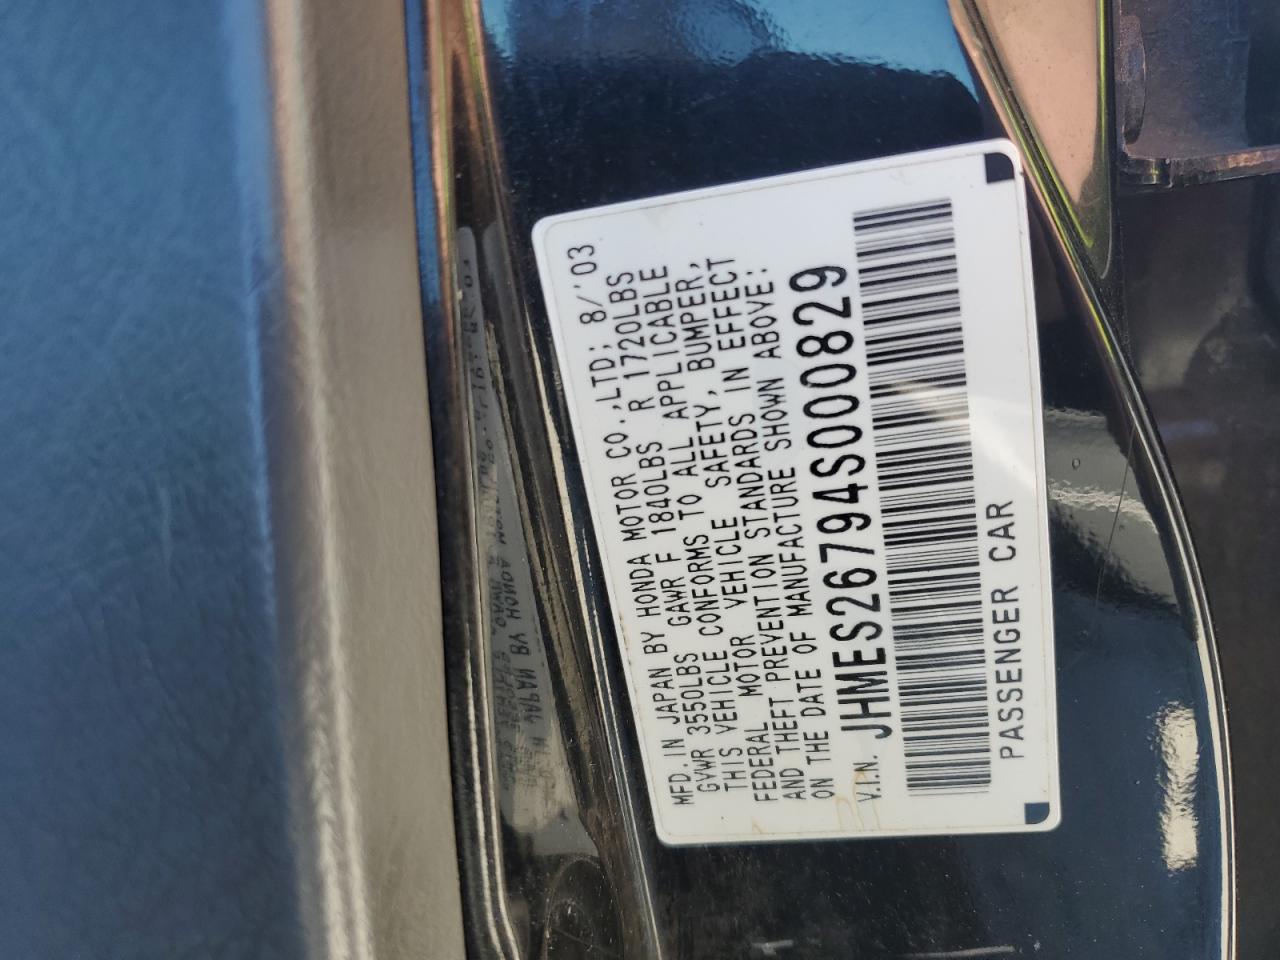 MFD. IN JAPAN BY HONDA MOTOR CO.,LTD; 8/'03
GVWR 3550LBS GAWR F 1840LBS R 1720LBS
THIS VEHICLE CONFORMS TO ALL APPLICABLE
FEDERAL MOTOR VEHICLE SAFETY, BUMPER,
AND THEFT PREVENTION STANDARDS IN EFFECT
ON THE DATE OF MANUFACTURE SHOWN ABOVE:
V.I.N. JHMES26794S000829
PASSENGER CAR